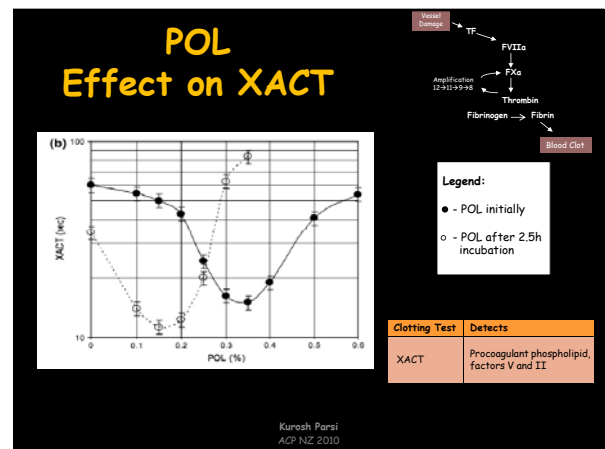 POL
Effect on XACT
Vessel
Damage
TF
FVIIa
FXa
Amplification
12→11→9→8
Thrombin
Fibrinogen → Fibrin
Blood Clot
(b)
100
10
XACT (sec)
0 0.1 0.2 0.3 0.4 0.5 0.6
POL (%)
Legend:
● - POL initially
○ - POL after 2.5h
incubation
Clotting Test Detects
XACT Procoagulant phospholipid,
factors V and II
Kurosh Parsi
ACP NZ 2010